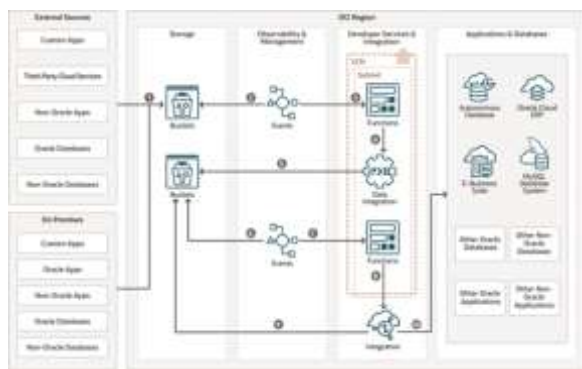 External Sources
Custom Apps
Third-Party Cloud Services
Non-Oracle Apps
Oracle Databases
Non-Oracle Databases
On-Premises
Custom Apps
Oracle Apps
Non-Oracle Apps
Oracle Databases
Non-Oracle Databases
OCI Region
Storage
Buckets
Buckets
Observability &
Management
Events
Events
Developer Services &
Integration
VCN
Subnet
Functions
Data
Integration
Functions
Integration
Applications & Databases
Autonomous
Database
Oracle Cloud
ERP
E-Business
Suite
MySQL
Database
System
Other Oracle
Databases
Other Non-
Oracle
Databases
Other Oracle
Applications
Other Non-
Oracle
Applications